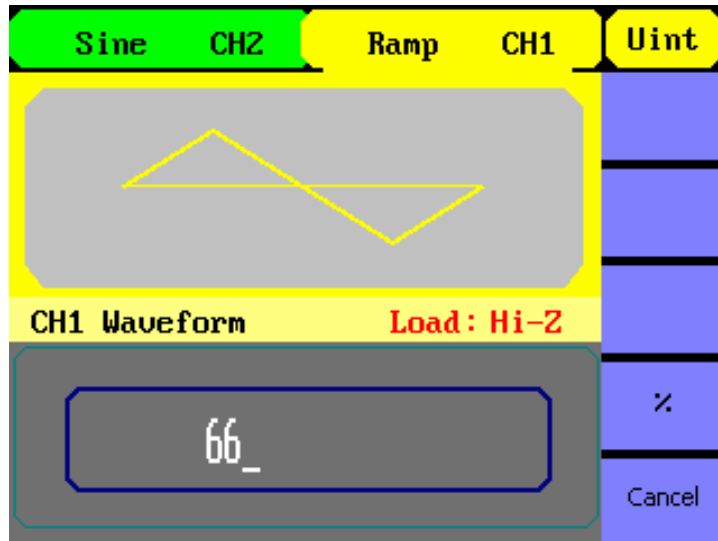 Sine CH2 Ramp CH1 Uint
CH1 Waveform Load: Hi-Z
66_
%
Cancel